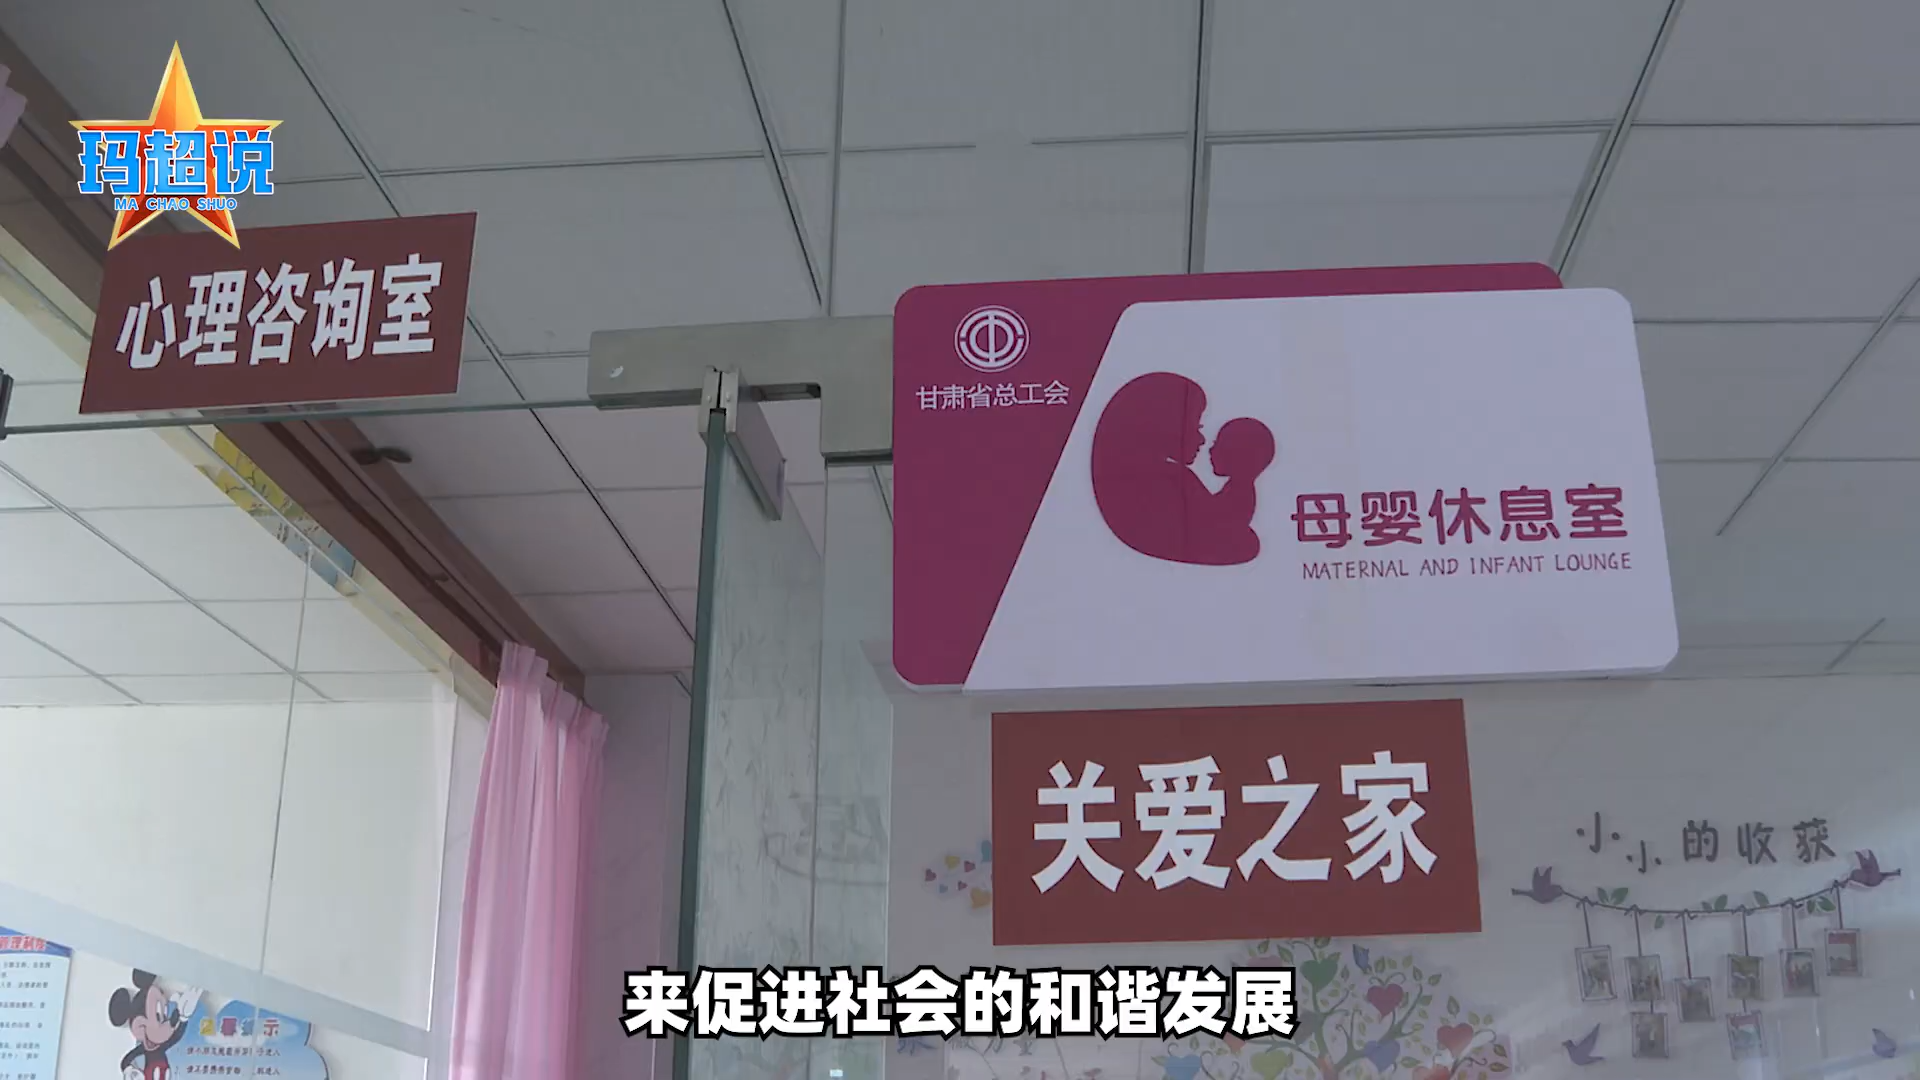 玛超说
MA CHAO SHUO
心理咨询室
甘肃省总工会
母婴休息室
MATERNAL AND INFANT LOUNGE
关爱之家
小小的收获
来促进社会的和谐发展